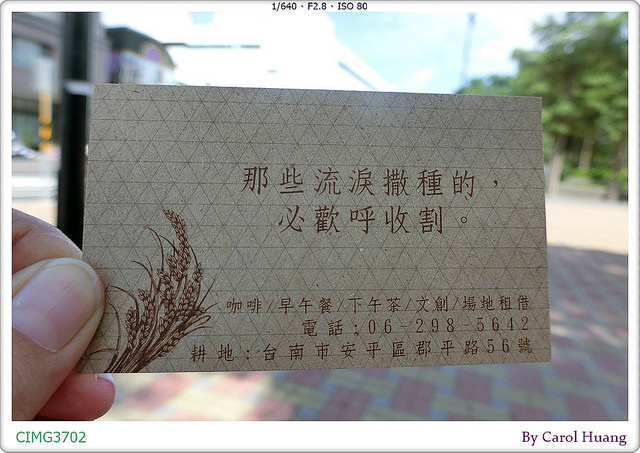 1/640、F2.8、ISO 80
那些流淚撒種的，
必歡呼收割。
咖啡/早午餐/下午茶/文創/場地租借
電話：06-298-5642
耕地：台南市安平區郡平路56號
CIMG3702
By Carol Huang